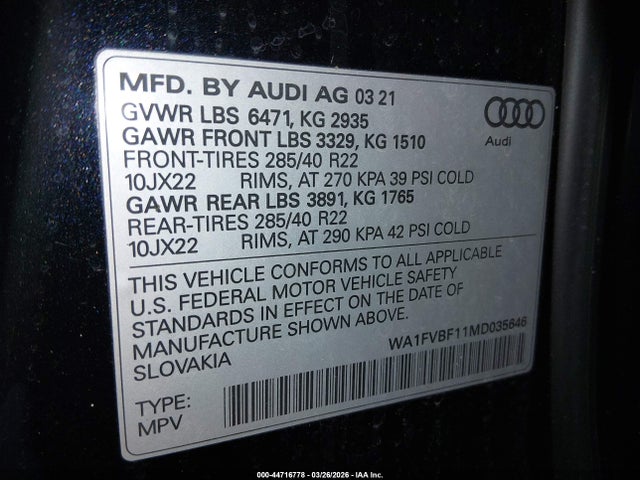 MFD. BY AUDI AG 03 21
GVWR LBS 6471, KG 2935
GAWR FRONT LBS 3329, KG 1510
FRONT-TIRES 285/40 R22
10JX22 RIMS, AT 270 KPA 39 PSI COLD
GAWR REAR LBS 3891, KG 1765
REAR-TIRES 285/40 R22
10JX22 RIMS, AT 290 KPA 42 PSI COLD
Audi
THIS VEHICLE CONFORMS TO ALL APPLICABLE
U.S. FEDERAL MOTOR VEHICLE SAFETY
STANDARDS IN EFFECT ON THE DATE OF
MANUFACTURE SHOWN ABOVE.
SLOVAKIA
WA1FVBF11MD035646
TYPE:
MPV
000-44716778 - 03/26/2026 - IAA Inc.